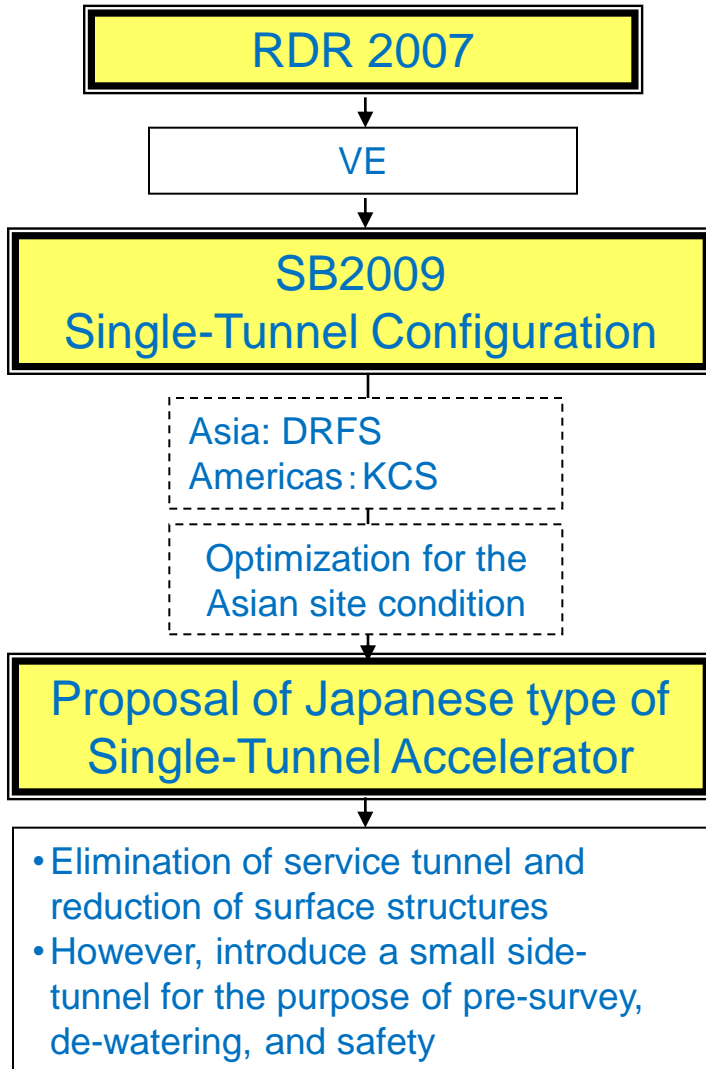 RDR 2007
VE
SB2009
Single-Tunnel Configuration
Asia: DRFS
Americas：KCS
Optimization for the
Asian site condition
Proposal of Japanese type of
Single-Tunnel Accelerator
•Elimination of service tunnel and
reduction of surface structures
•However, introduce a small side-
tunnel for the purpose of pre-survey,
de-watering, and safety